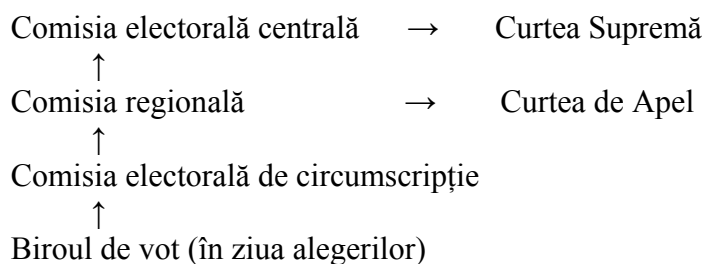 Comisia electorală centrală → Curtea Supremă
↑
Comisia regională → Curtea de Apel
↑
Comisia electorală de circumscripție
↑
Biroul de vot (în ziua alegerilor)